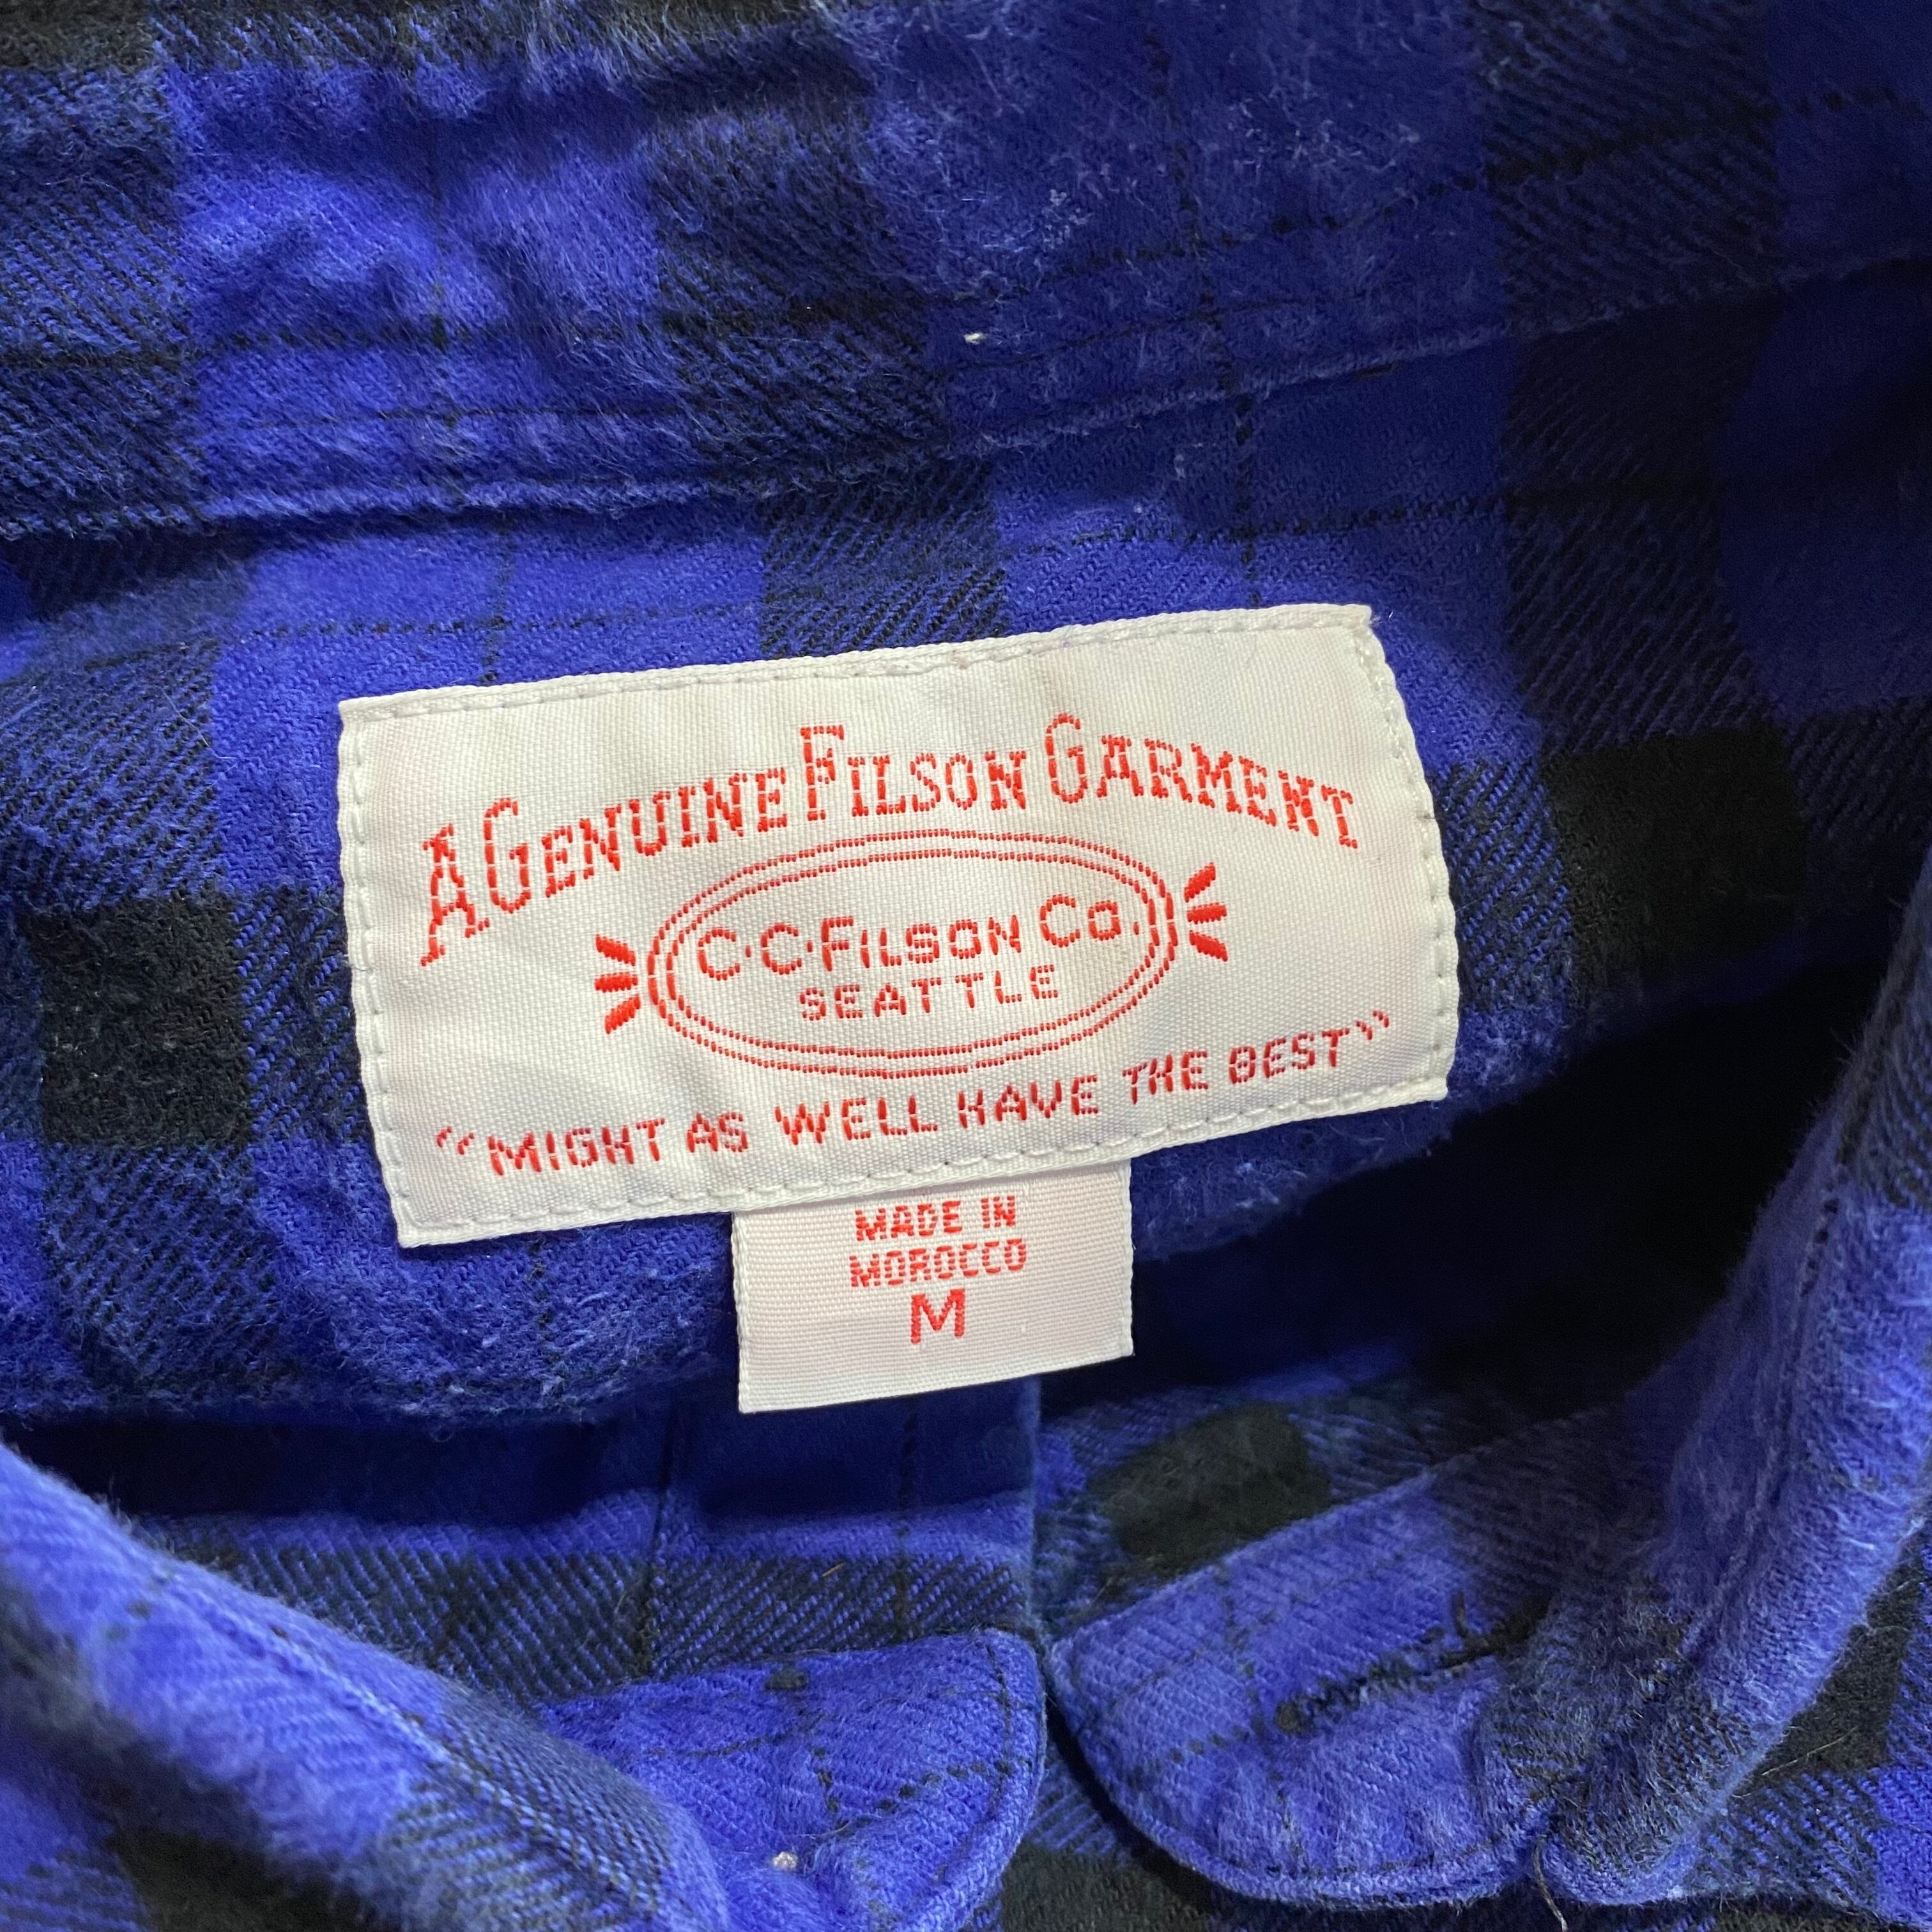 A GENUINE FILSON GARMENT
C.C. FILSON CO.
SEATTLE
"MIGHT AS WELL HAVE THE BEST"
MADE IN
MOROCCO
M